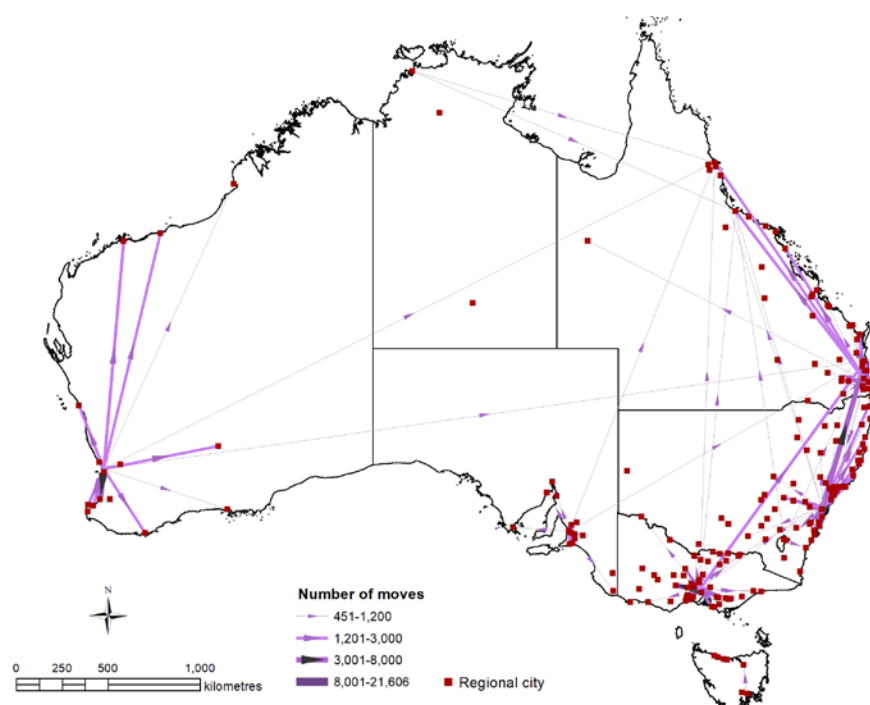 N
Number of moves
451-1,200
1,201-3,000
3,001-8,000
8,001-21,606
Regional city
0 250 500 1,000
kilometres